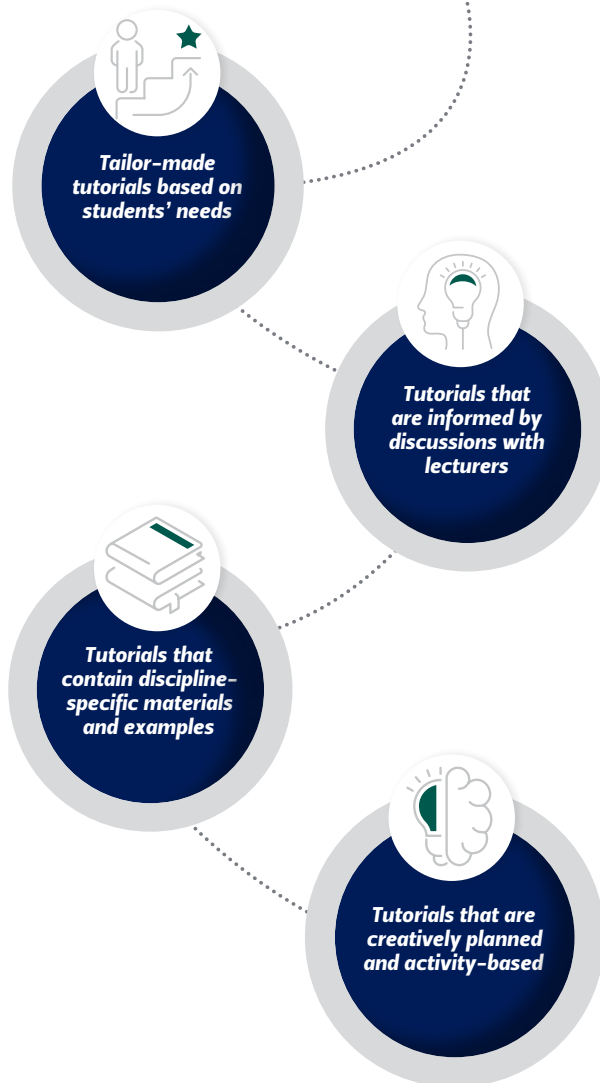 Tailor-made
tutorials based on
students’ needs
Tutorials that
are informed by
discussions with
lecturers
Tutorials that
contain discipline-
specific materials
and examples
Tutorials that are
creatively planned
and activity-based